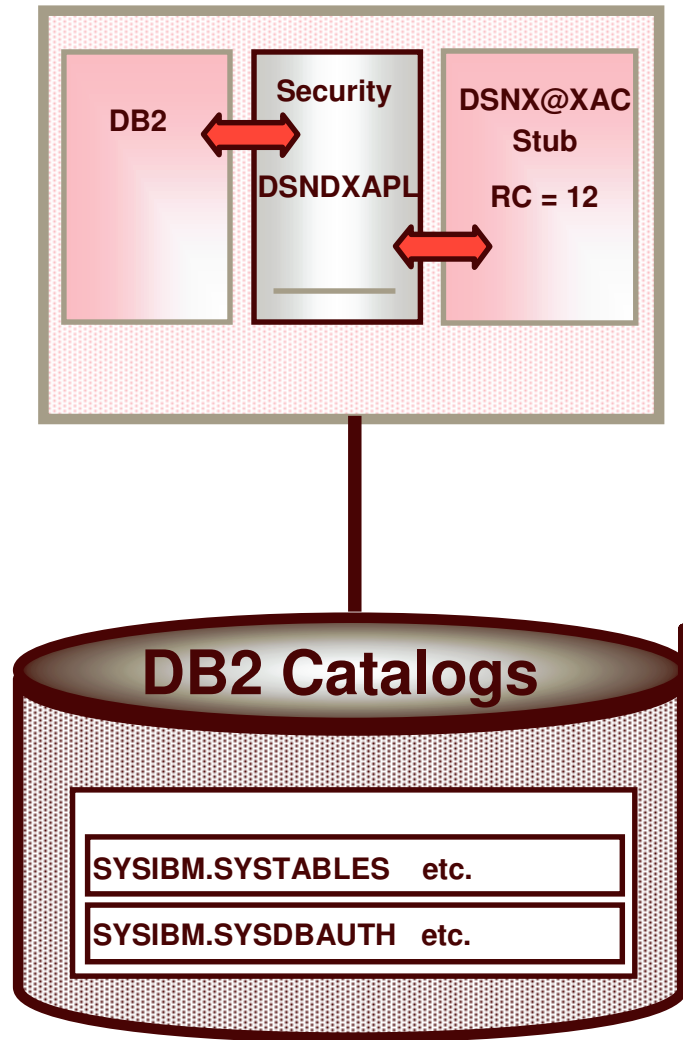 DB2
Security
DSNDXAPL
DSNX@XAC
Stub
RC = 12
DB2 Catalogs
SYSIBM.SYSTABLES etc.
SYSIBM.SYSDBAUTH etc.